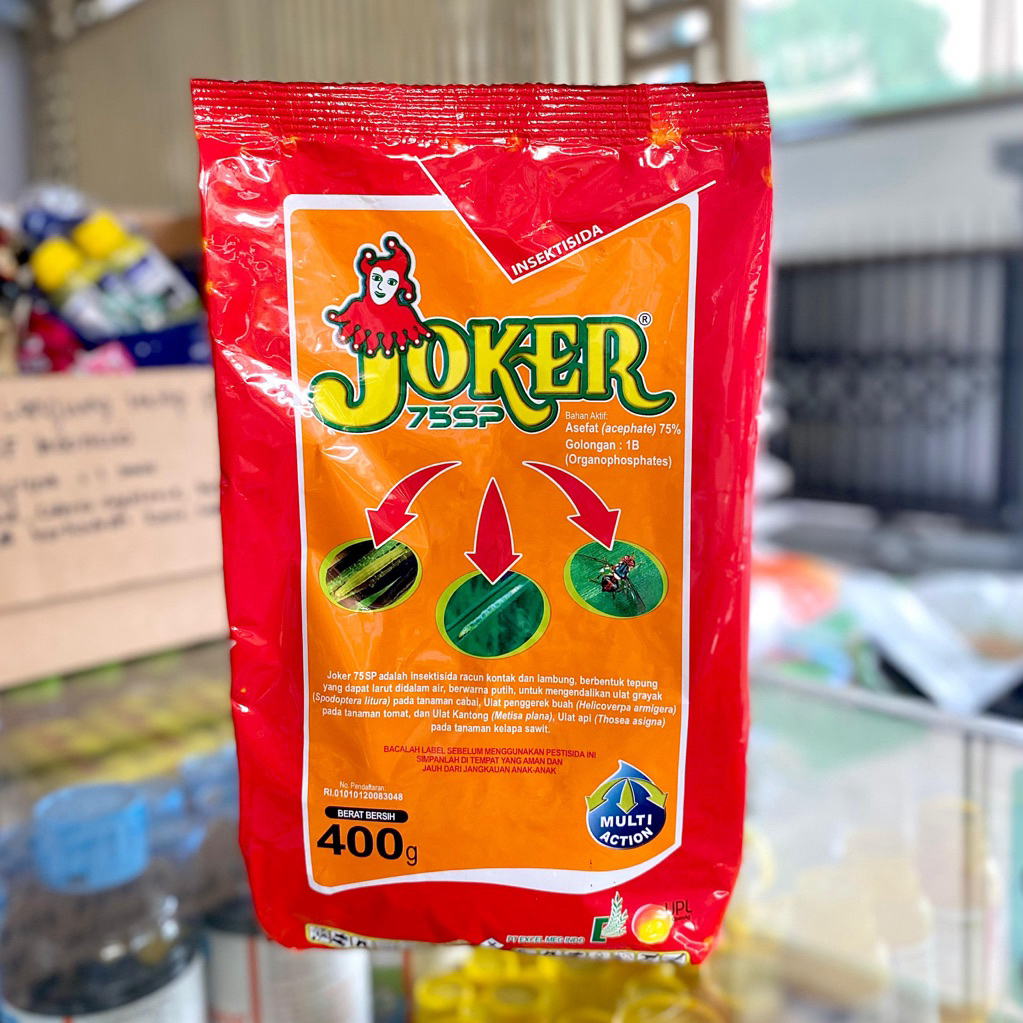 INSEKTISIDA
JOKER®
75SP
Bahan Aktif:
Asefat (acephate) 75%
Golongan : 1B
(Organophosphates)
Joker 75SP adalah insektisida racun kontak dan lambung, berbentuk tepung
yang dapat larut didalam air, berwarna putih, untuk mengendalikan ulat grayak
(Spodoptera litura) pada tanaman cabai, Ulat penggerek buah (Helicoverpa armigera)
pada tanaman tomat, dan Ulat Kantong (Metisa plana), Ulat api (Thosea asigna)
pada tanaman kelapa sawit.
BACALAH LABEL SEBELUM MENGGUNAKAN PESTISIDA INI
SIMPANLAH DI TEMPAT YANG AMAN DAN
JAUH DARI JANGKAUAN ANAK-ANAK
No. Pendaftaran:
RI.01010120083048
BERAT BERSIH
400g
MULTI
ACTION
PT EXCEL MEG INDO
UPL